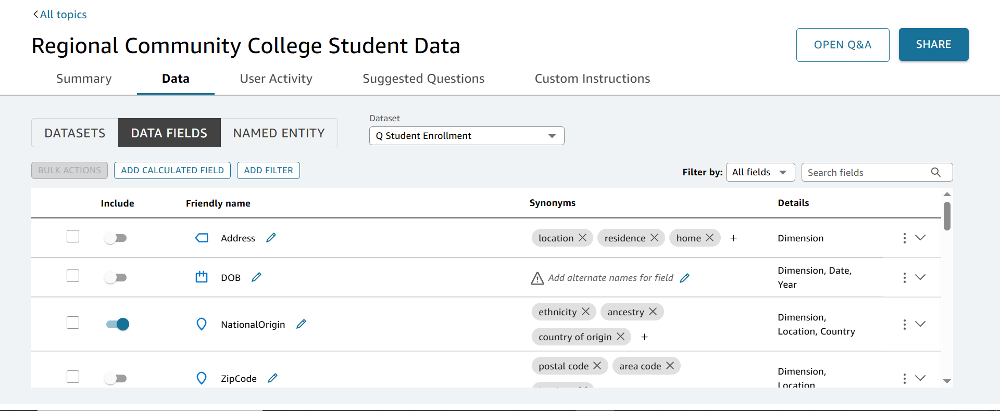 All topics
Regional Community College Student Data
OPEN Q&A
SHARE
Summary
Data
User Activity
Suggested Questions
Custom Instructions
DATASETS
DATA FIELDS
NAMED ENTITY
Dataset
Q Student Enrollment
BULK ACTIONS
ADD CALCULATED FIELD
ADD FILTER
Filter by:
All fields
Search fields
Include
Friendly name
Synonyms
Details
Address
location
residence
home
Dimension
DOB
Add alternate names for field
Dimension, Date,
Year
NationalOrigin
ethnicity
ancestry
country of origin
Dimension,
Location, Country
ZipCode
postal code
area code
Dimension,
Location